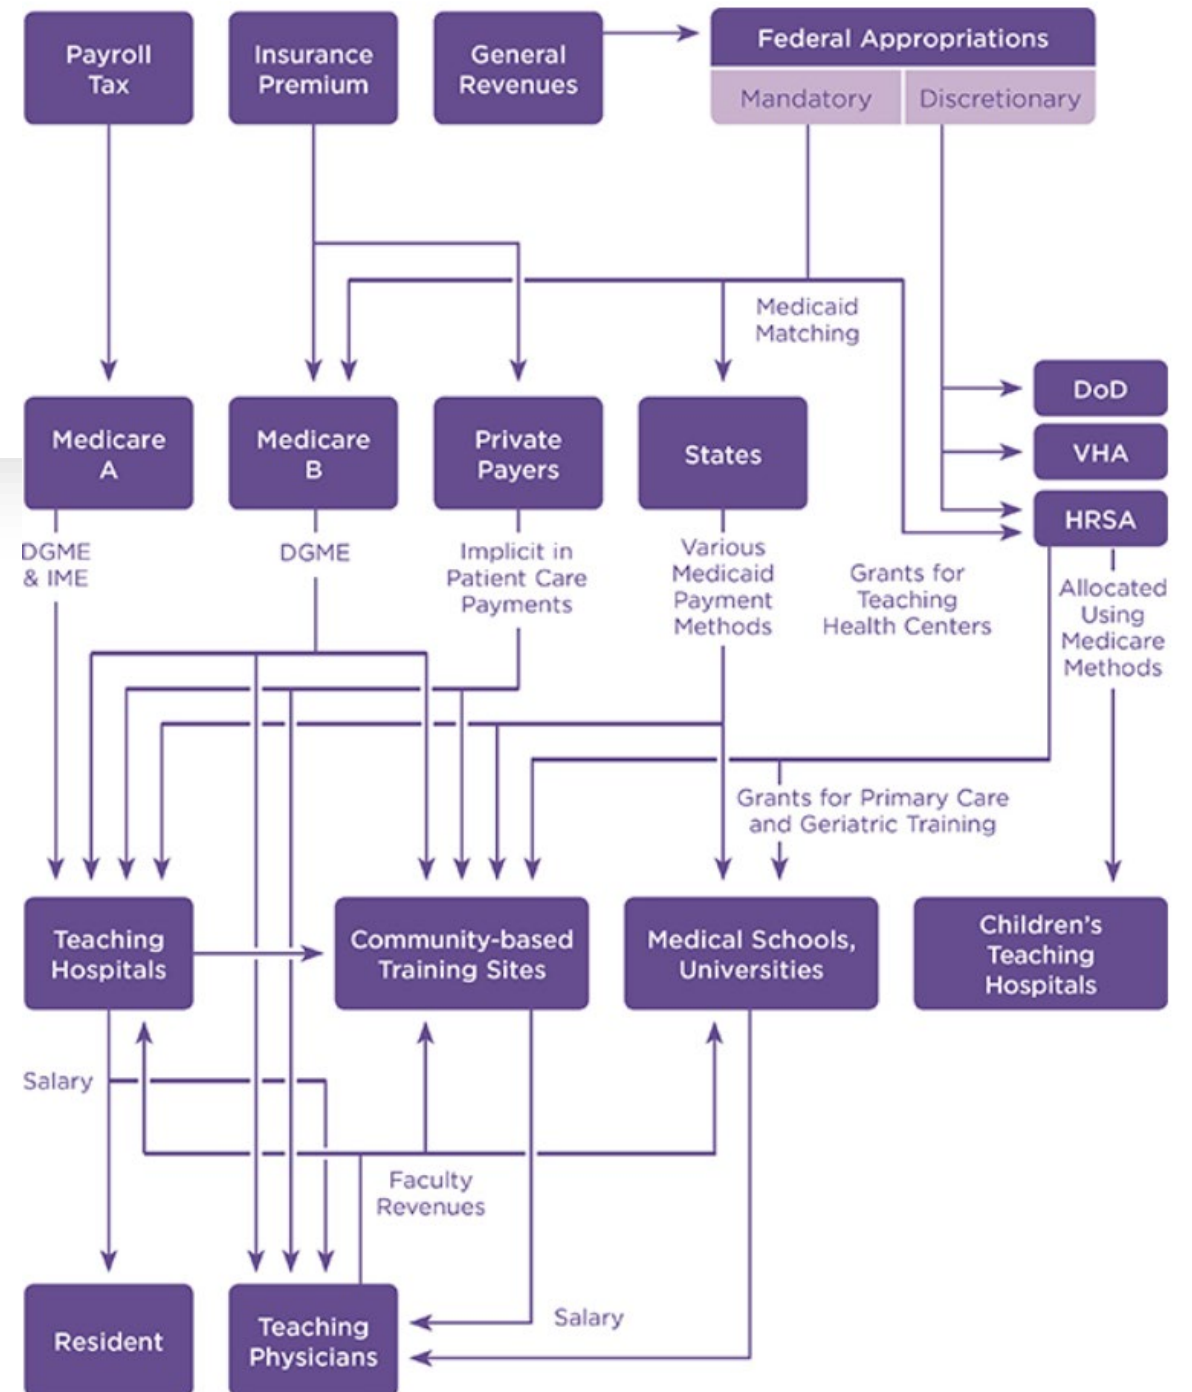 Payroll
Tax
Insurance
Premium
General
Revenues
Federal Appropriations
Mandatory
Discretionary
Medicaid
Matching
Medicare
A
Medicare
B
Private
Payers
States
DoD
VHA
HRSA
DGME
& IME
DGME
Implicit in
Patient Care
Payments
Various
Medicaid
Payment
Methods
Grants for
Teaching
Health Centers
Allocated
Using
Medicare
Methods
Grants for Primary Care
and Geriatric Training
Teaching
Hospitals
Community-based
Training Sites
Medical Schools,
Universities
Children's
Teaching
Hospitals
Salary
Faculty
Revenues
Salary
Resident
Teaching
Physicians